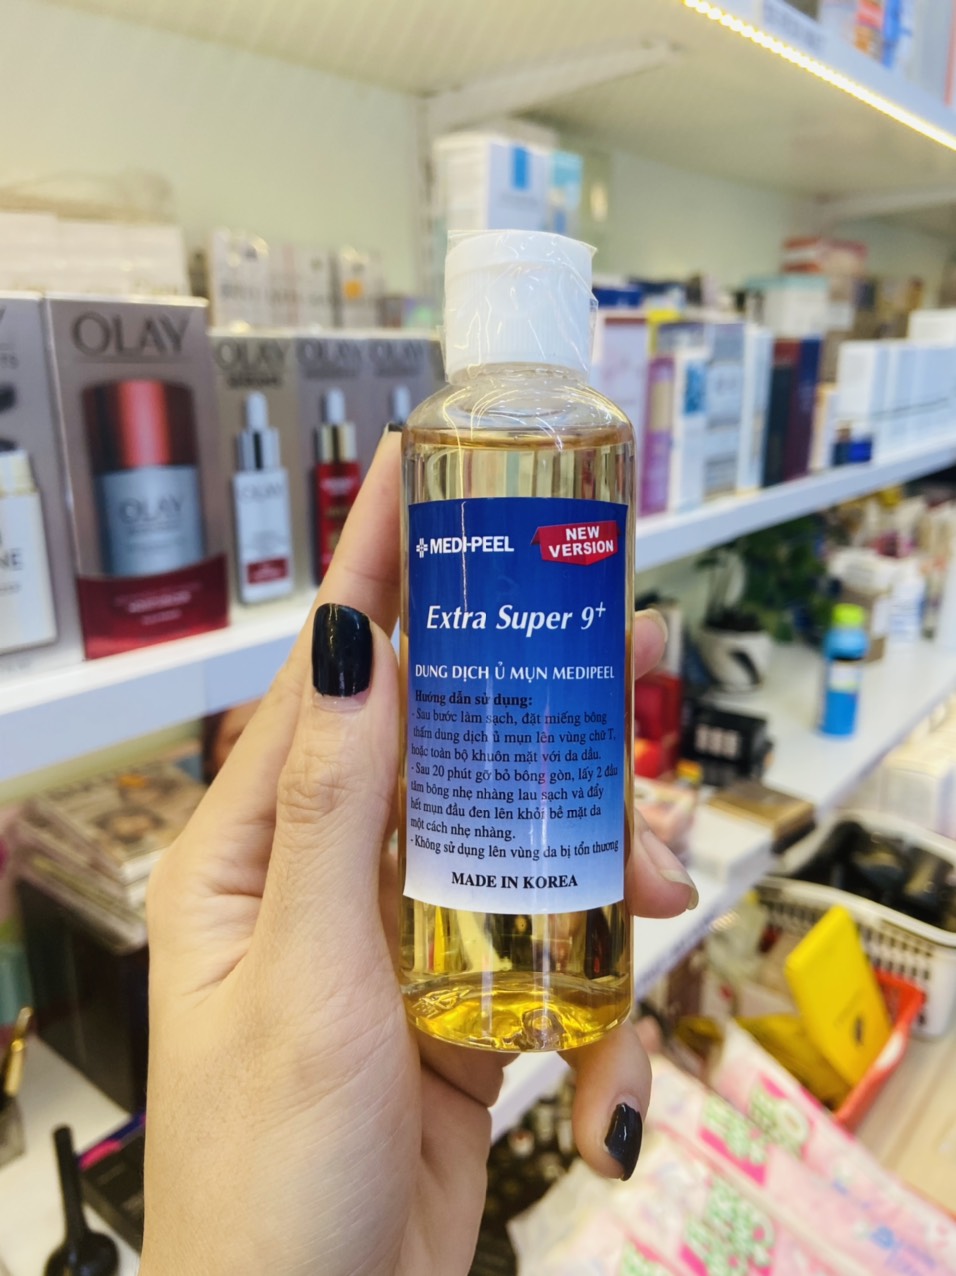 OLAY
OLAY
MEDI-PEEL
NEW
VERSION
Extra Super 9+
DUNG DỊCH Ủ MỤN MEDIPEEL
Hướng dẫn sử dụng:
- Sau bước làm sạch, đặt miếng bông
thấm dung dịch ủ mụn lên vùng chữ T,
hoặc toàn bộ khuôn mặt với da dầu.
- Sau 20 phút gỡ bỏ bông gòn, lấy 2 đầu
tăm bông nhẹ nhàng lau sạch và đẩy
hết mụn đầu đen lên khỏi bề mặt da
một cách nhẹ nhàng.
- Không sử dụng lên vùng da bị tổn thương
MADE IN KOREA